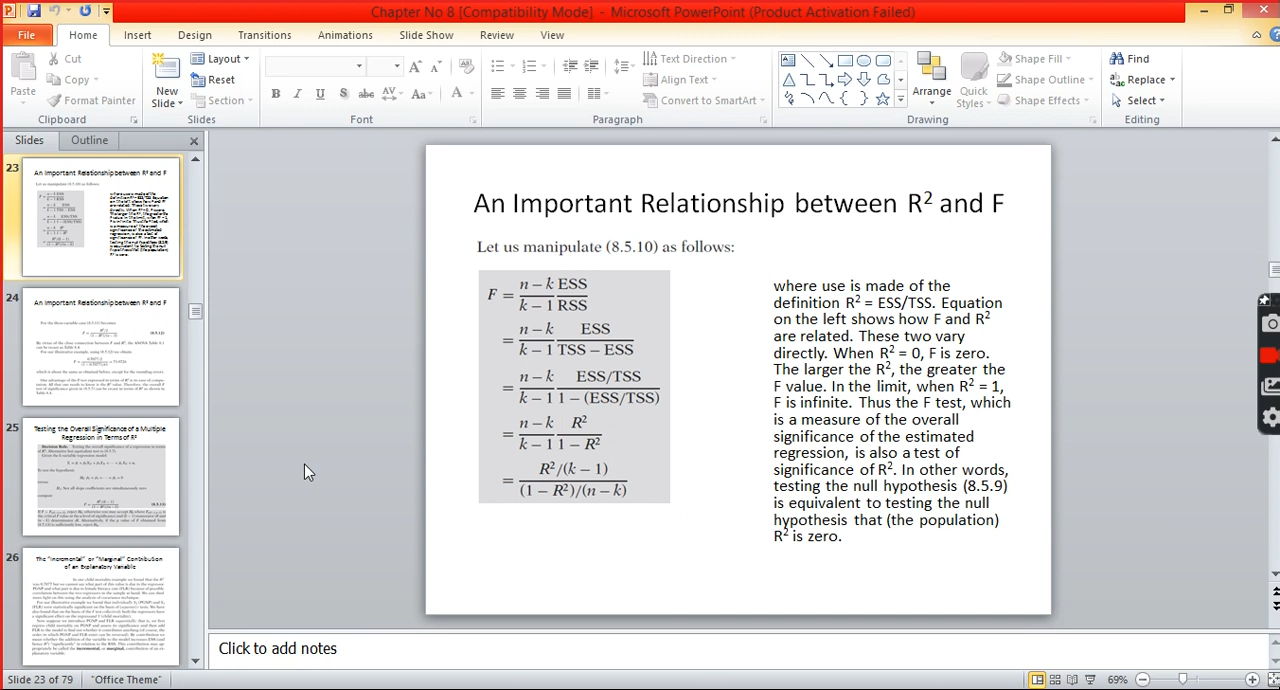 Chapter No 8 [Compatibility Mode] - Microsoft PowerPoint (Product Activation Failed)
File Home Insert Design Transitions Animations Slide Show Review View
Paste
Cut
Copy
Format Painter
Clipboard
New Slide
Layout
Reset
Section
Slides
B I U S abc AV Aa A
Font
Text Direction
Align Text
Convert to SmartArt
Paragraph
Arrange
Quick Styles
Shape Fill
Shape Outline
Shape Effects
Drawing
Find
Replace
Select
Editing
Slides Outline
23
An Important Relationship between R² and F
24
An Important Relationship between R² and F
25
Testing the Overall Significance of a Multiple
Regression in Terms of R²
26
The "Incremental" or "Marginal" Contribution
of an Explanatory Variable
An Important Relationship between R² and F
Let us manipulate (8.5.10) as follows:
F = n − k ESS / k − 1 RSS
= n − k ESS / k − 1 TSS − ESS
= n − k ESS/TSS / k − 1 1 − (ESS/TSS)
= n − k R² / k − 1 1 − R²
= R²/(k − 1) / (1 − R²)/(n − k)
where use is made of the
definition R² = ESS/TSS. Equation
on the left shows how F and R²
are related. These two vary
directly. When R² = 0, F is zero.
The larger the R², the greater the
F value. In the limit, when R² = 1,
F is infinite. Thus the F test, which
is a measure of the overall
significance of the estimated
regression, is also a test of
significance of R². In other words,
testing the null hypothesis (8.5.9)
is equivalent to testing the null
hypothesis that (the population)
R² is zero.
Click to add notes
Slide 23 of 79 "Office Theme" 69%